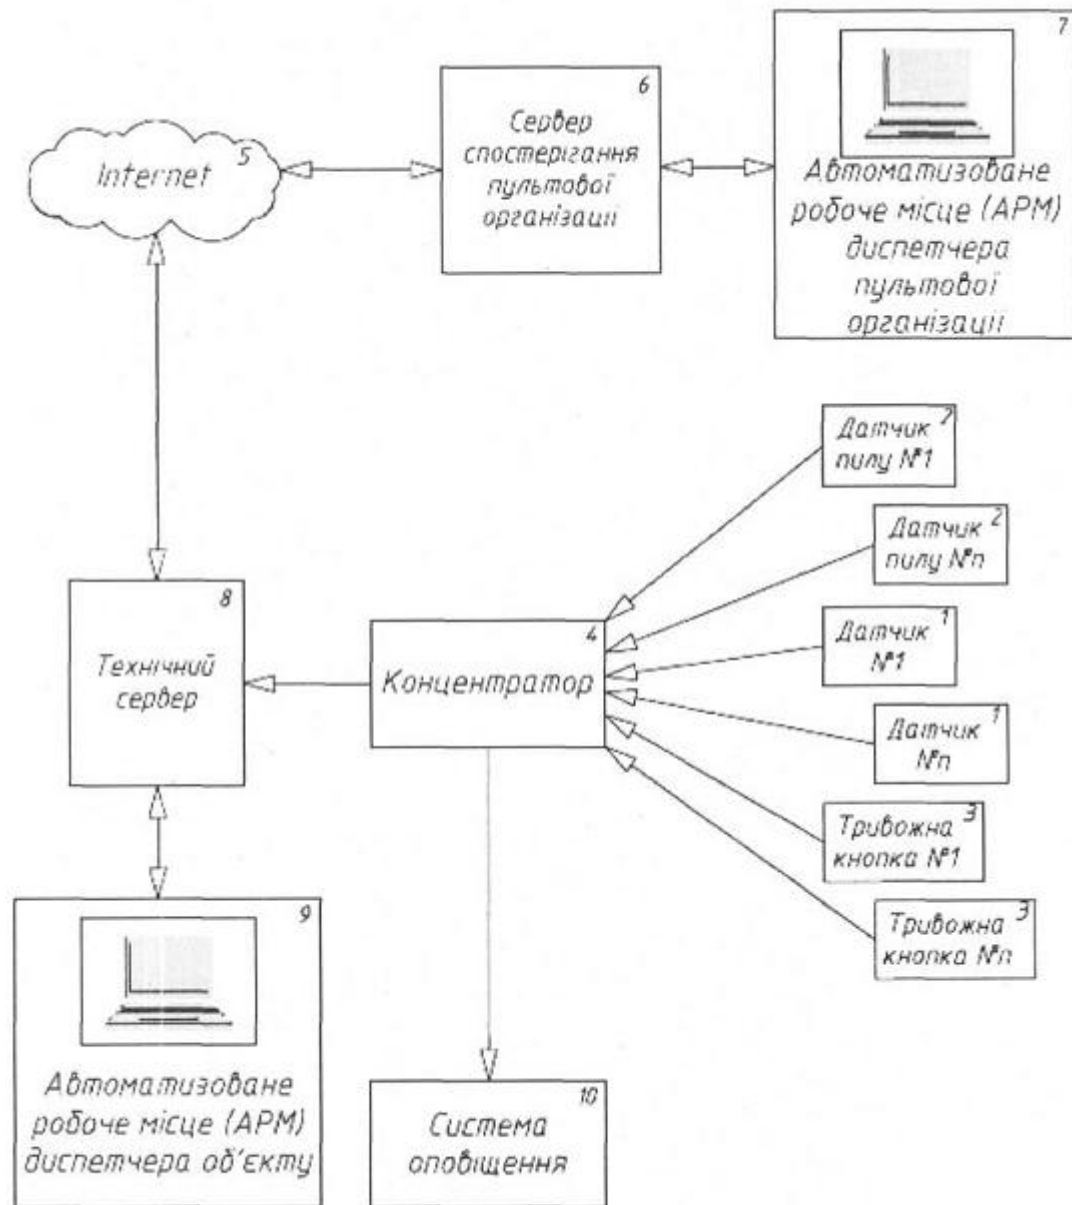 7
6
Сервер
спостерігання
пультової
організації
5
Internet
Автоматизоване
робоче місце (АРМ)
диспетчера
пультової
організації
Датчик 2
пилу №1
Датчик 2
пилу №n
8
Технічний
сервер
4
Концентратор
Датчик 1
№1
Датчик 1
№n
Тривожна 3
кнопка №1
Тривожна 3
кнопка №n
9
Автоматизоване
робоче місце (АРМ)
диспетчера об'єкту
10
Система
оповіщення